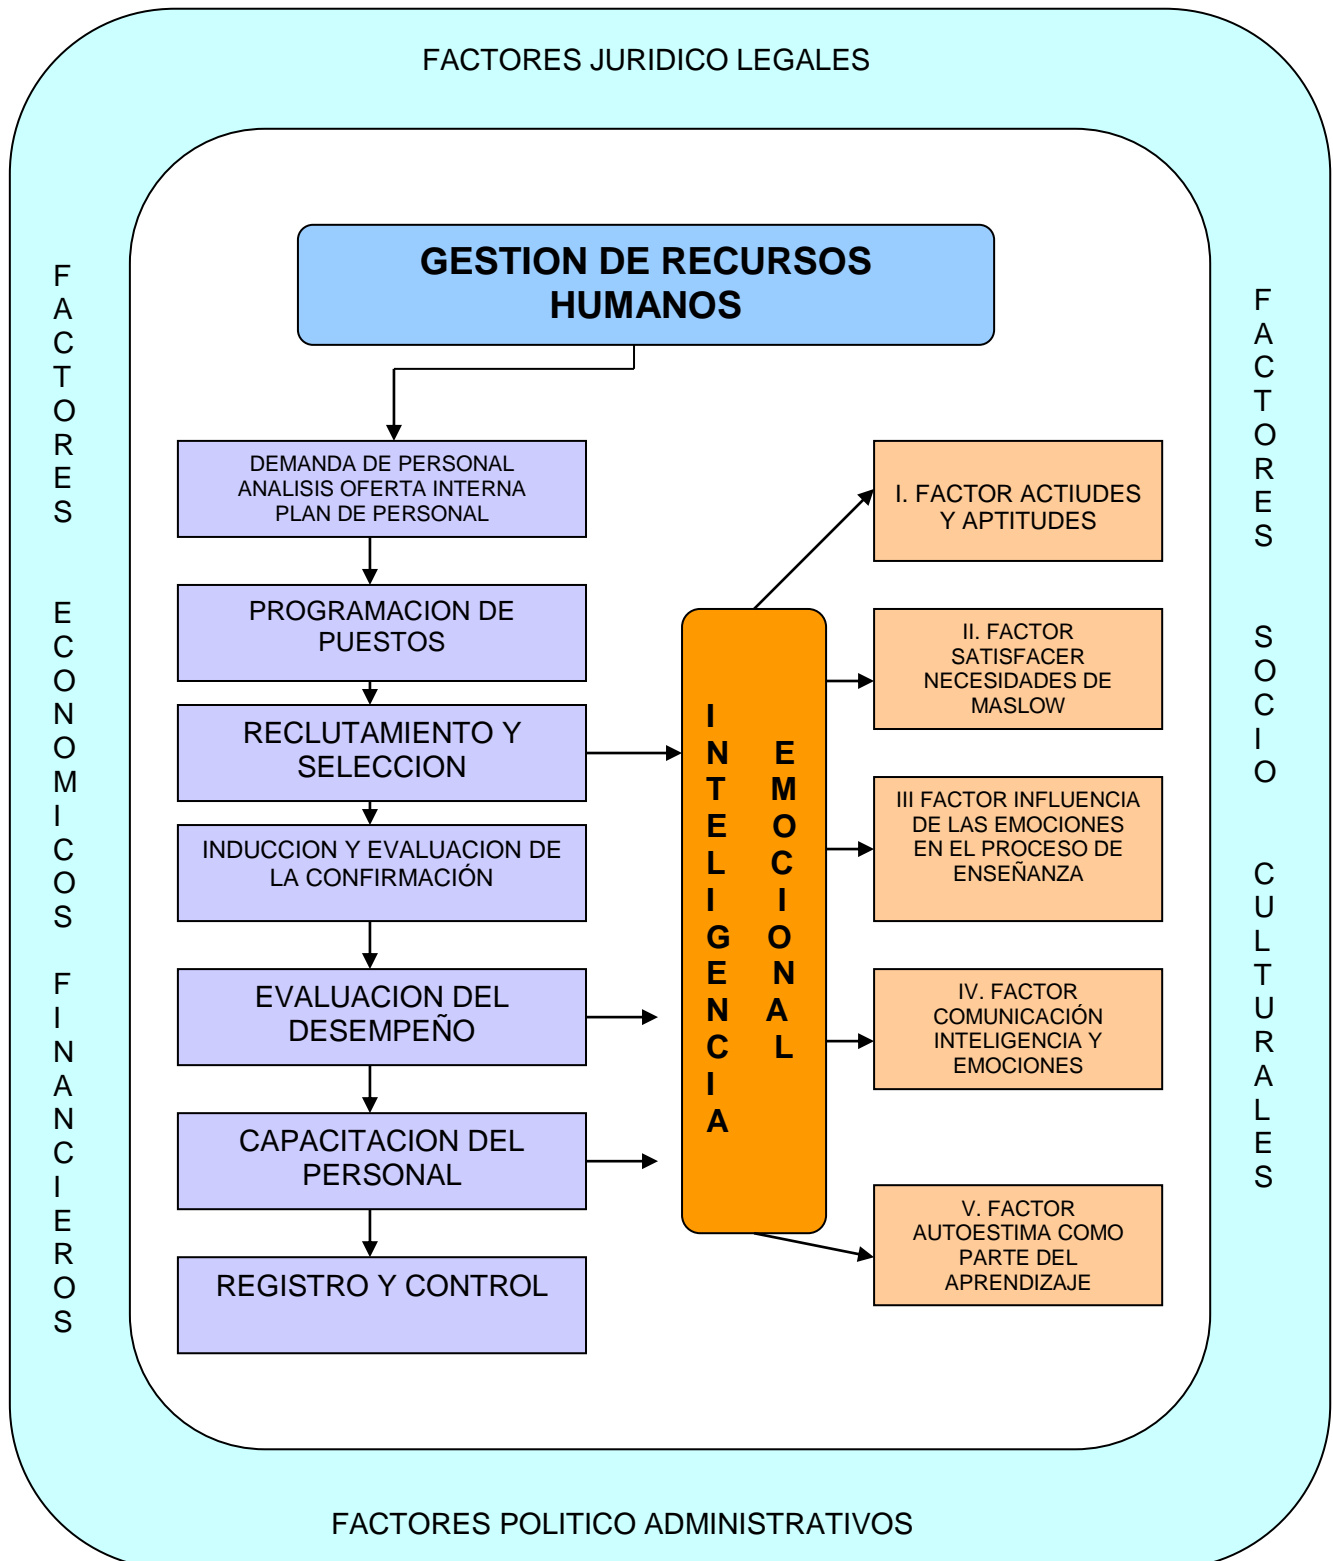 FACTORES JURIDICO LEGALES
FACTORES ECONOMICOS FINANCIEROS
GESTION DE RECURSOS
HUMANOS
DEMANDA DE PERSONAL
ANALISIS OFERTA INTERNA
PLAN DE PERSONAL
PROGRAMACION DE
PUESTOS
RECLUTAMIENTO Y
SELECCION
INDUCCION Y EVALUACION DE
LA CONFIRMACIÓN
EVALUACION DEL
DESEMPEÑO
CAPACITACION DEL
PERSONAL
REGISTRO Y CONTROL
INTELIGENCIA
EMOCIONAL
I. FACTOR ACTIUDES
Y APTITUDES
II. FACTOR
SATISFACER
NECESIDADES DE
MASLOW
III FACTOR INFLUENCIA
DE LAS EMOCIONES
EN EL PROCESO DE
ENSEÑANZA
IV. FACTOR
COMUNICACIÓN
INTELIGENCIA Y
EMOCIONES
V. FACTOR
AUTOESTIMA COMO
PARTE DEL
APRENDIZAJE
FACTORES SOCIO CULTURALES
FACTORES POLITICO ADMINISTRATIVOS